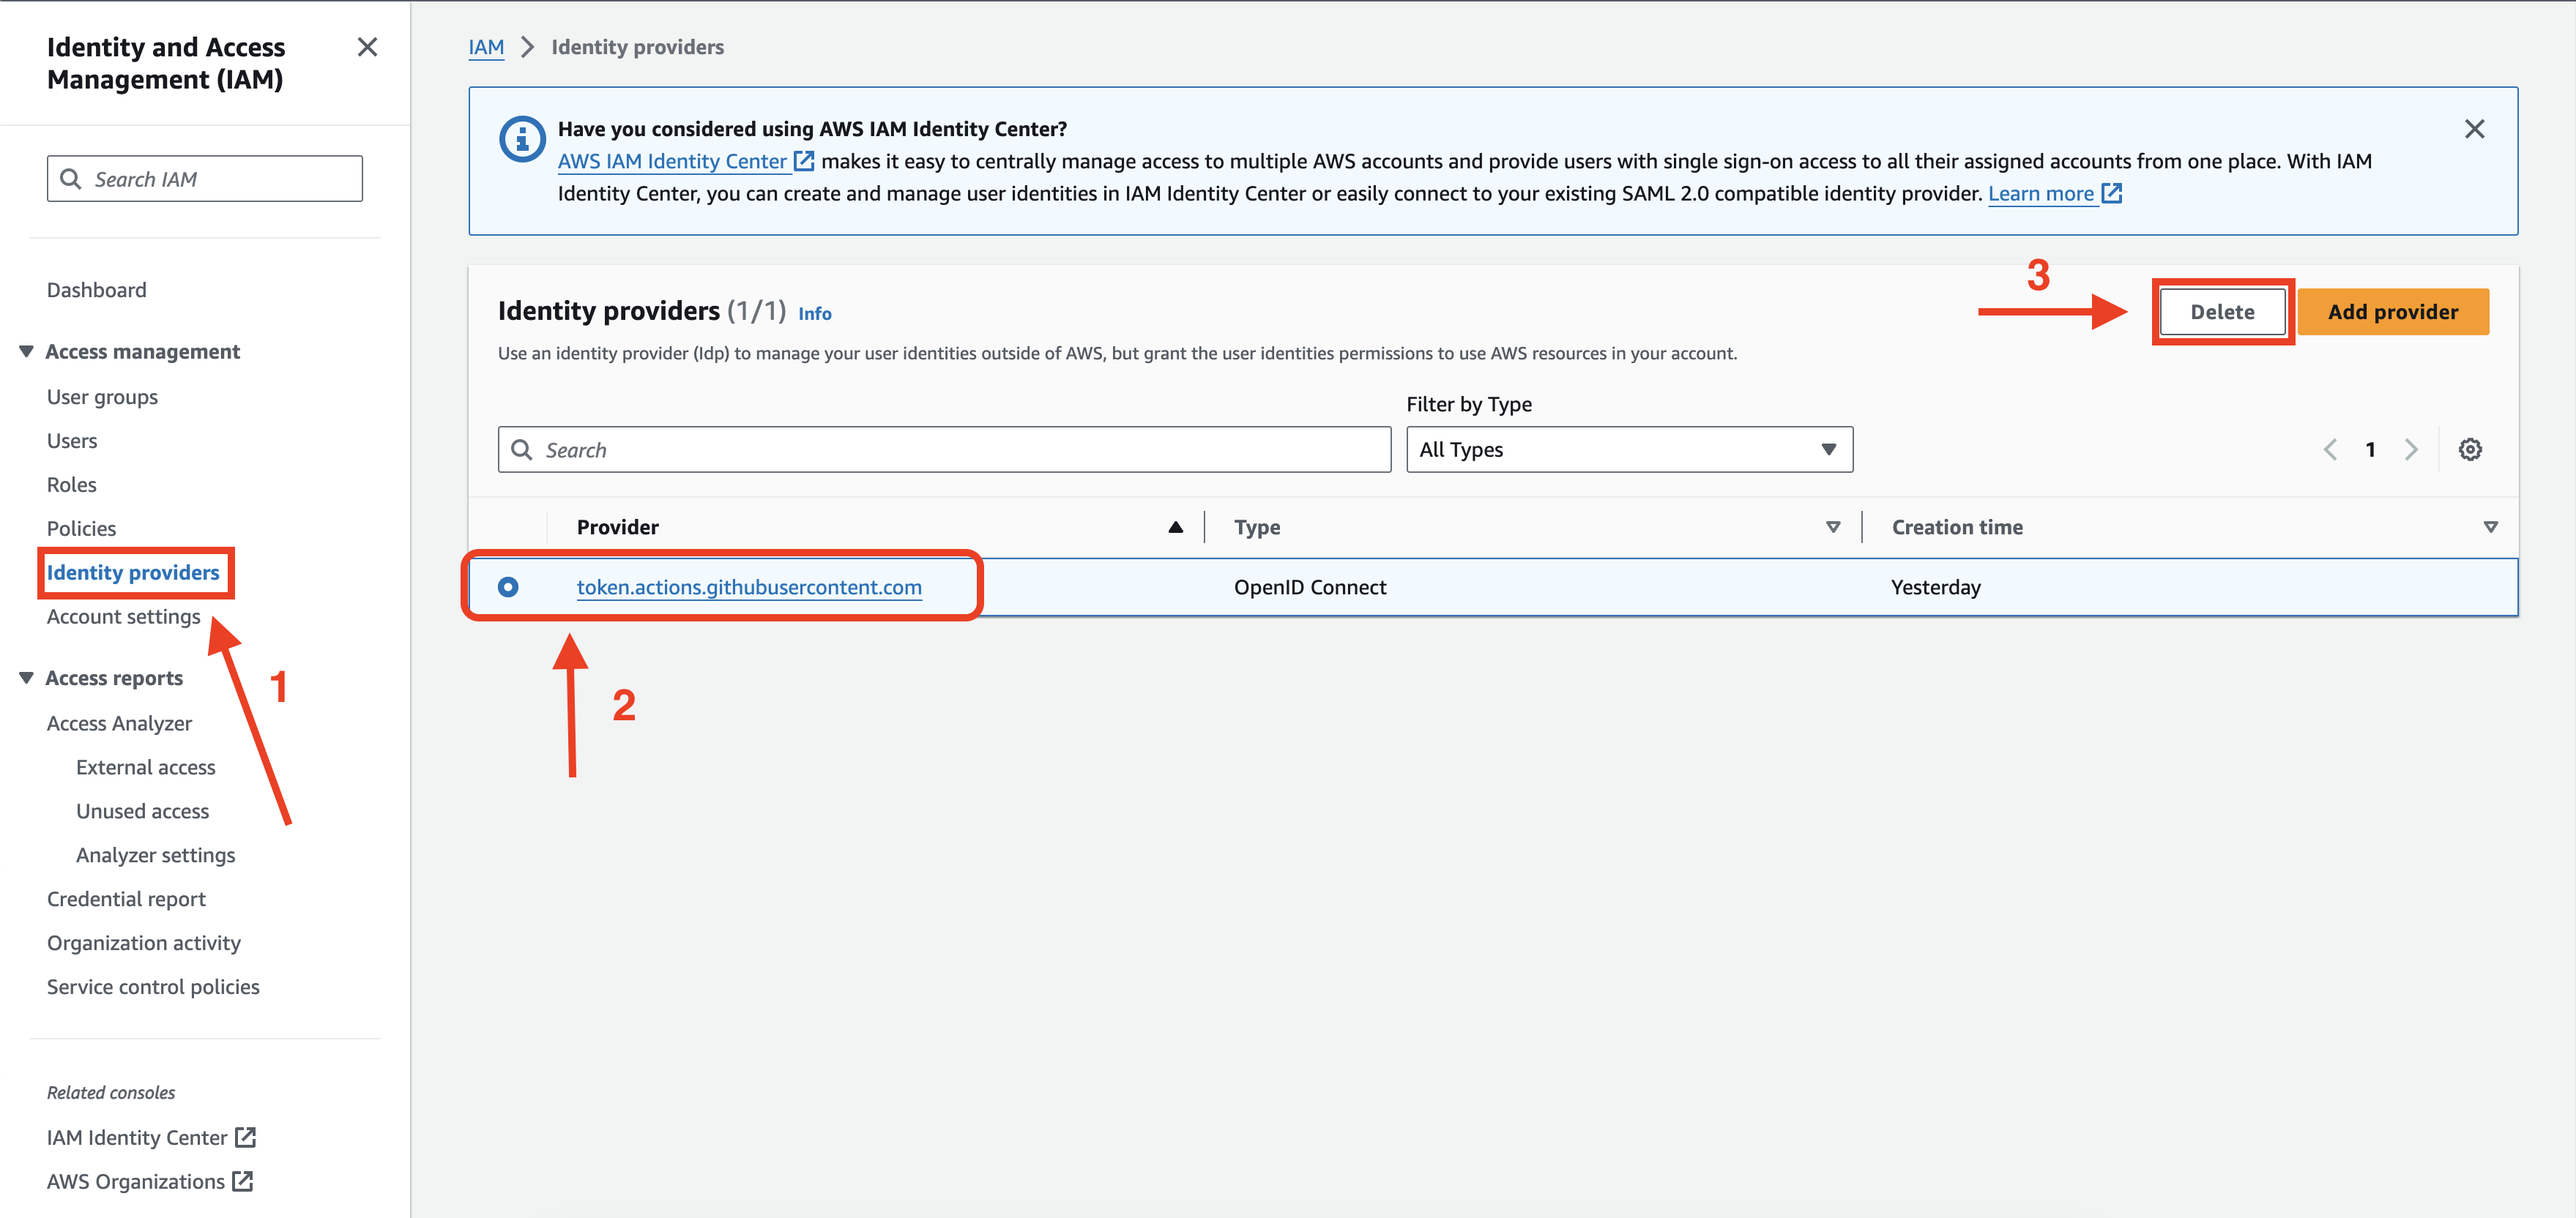 Identity and Access
Management (IAM)
Search IAM
Dashboard
Access management
User groups
Users
Roles
Policies
Identity providers
Account settings
1
Access reports
Access Analyzer
External access
Unused access
Analyzer settings
Credential report
Organization activity
Service control policies
Related consoles
IAM Identity Center
AWS Organizations
IAM > Identity providers
Have you considered using AWS IAM Identity Center?
AWS IAM Identity Center makes it easy to centrally manage access to multiple AWS accounts and provide users with single sign-on access to all their assigned accounts from one place. With IAM
Identity Center, you can create and manage user identities in IAM Identity Center or easily connect to your existing SAML 2.0 compatible identity provider. Learn more
3
Identity providers (1/1) Info
Delete
Add provider
Use an identity provider (Idp) to manage your user identities outside of AWS, but grant the user identities permissions to use AWS resources in your account.
Filter by Type
Search
All Types
1
Provider
Type
Creation time
token.actions.githubusercontent.com
OpenID Connect
Yesterday
2